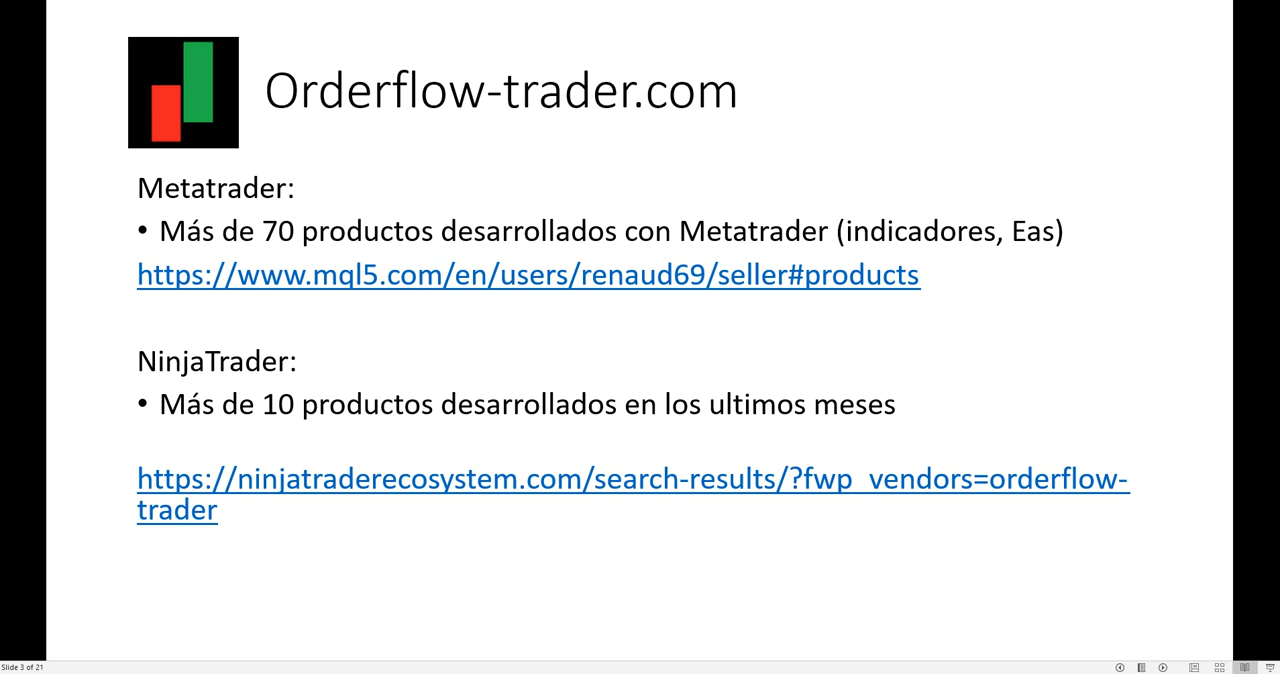 Orderflow-trader.com
Metatrader:
• Más de 70 productos desarrollados con Metatrader (indicadores, Eas)
https://www.mql5.com/en/users/renaud69/seller#products
NinjaTrader:
• Más de 10 productos desarrollados en los ultimos meses
https://ninjatraderecosystem.com/search-results/?fwp_vendors=orderflow-
trader
Slide 3 of 21